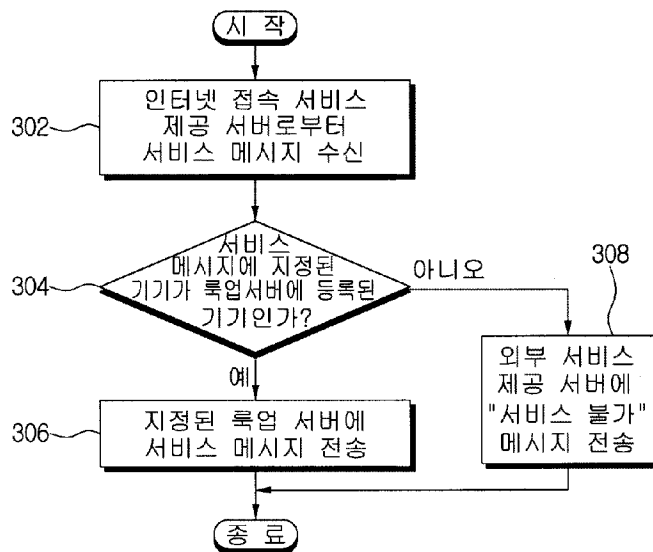 시 작
302
인터넷 접속 서비스
제공 서버로부터
서비스 메시지 수신
304
서비스
메시지에 지정된
기기가 룩업서버에 등록된
기기인가?
아니오
308
예
외부 서비스
제공 서버에
"서비스 불가"
메시지 전송
306
지정된 룩업 서버에
서비스 메시지 전송
종 료